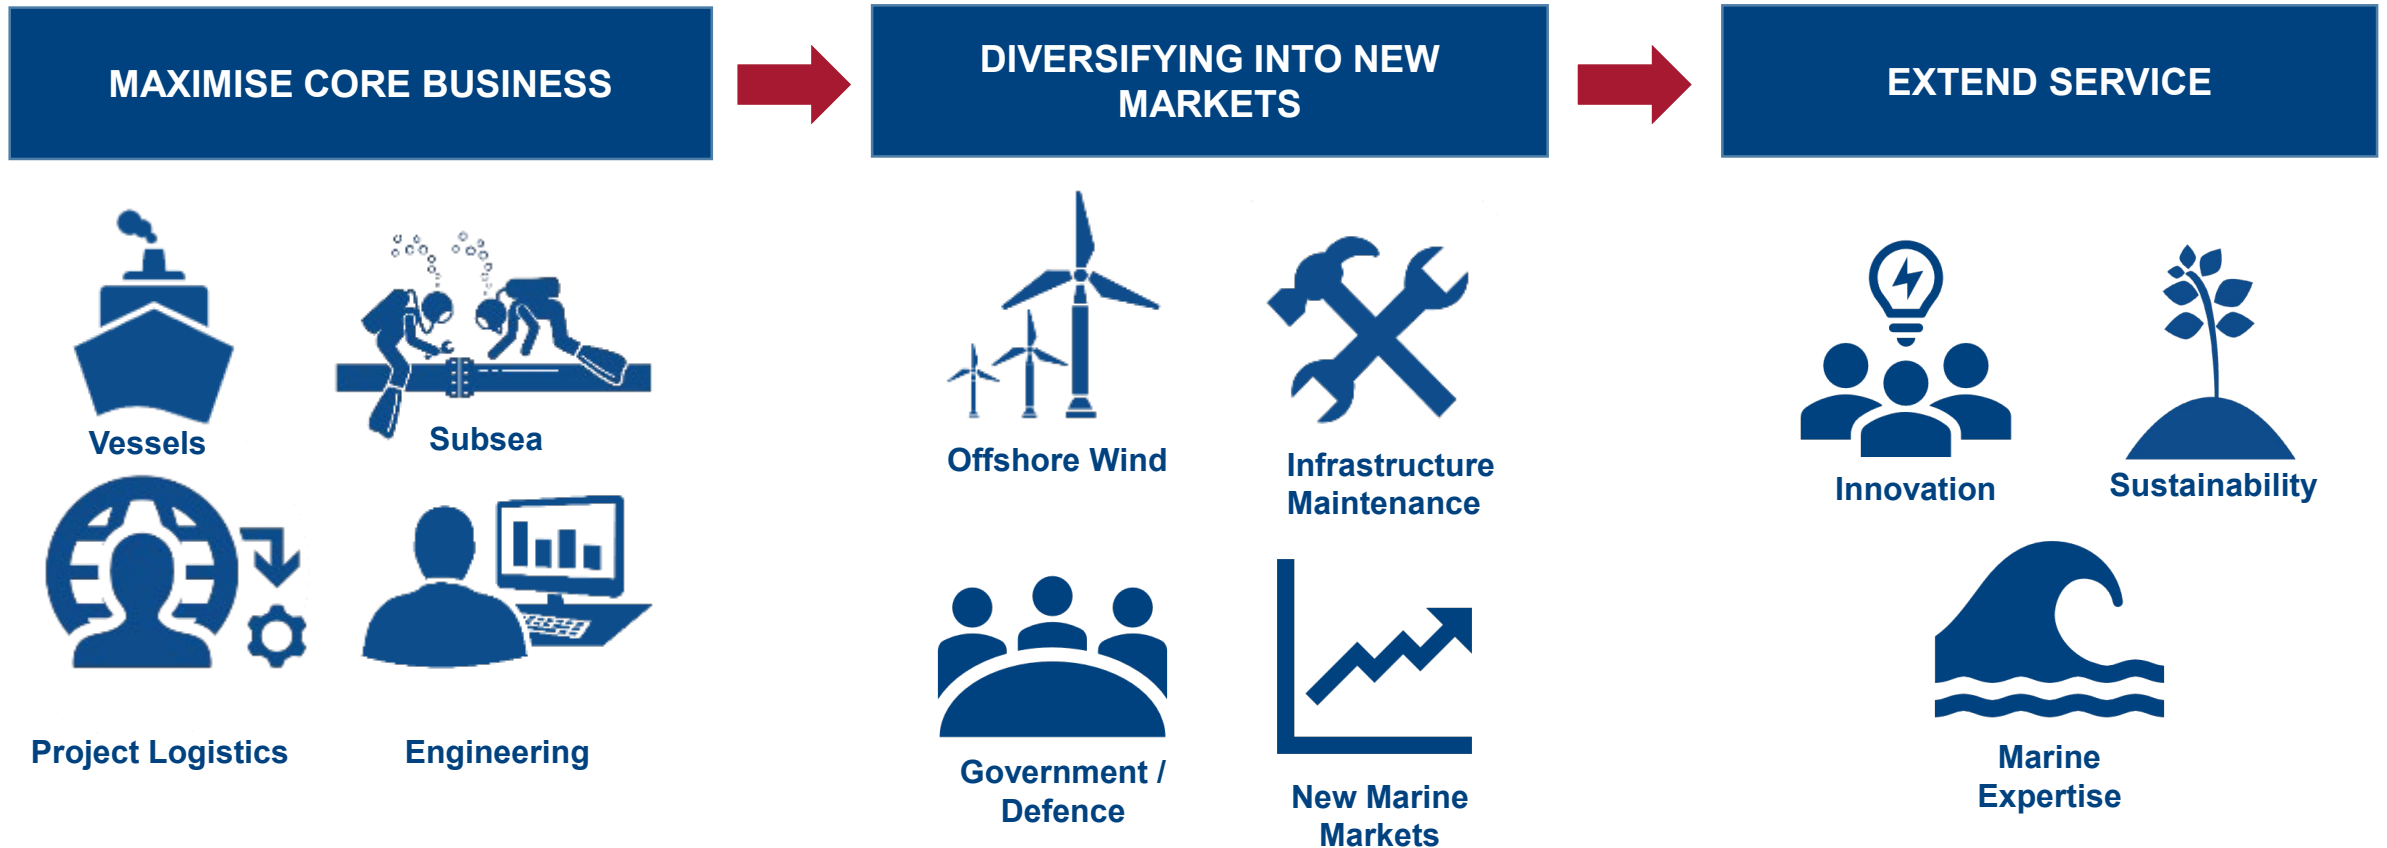 MAXIMISE CORE BUSINESS
DIVERSIFYING INTO NEW
MARKETS
EXTEND SERVICE
Vessels
Subsea
Project Logistics
Engineering
Offshore Wind
Infrastructure
Maintenance
Government /
Defence
New Marine
Markets
Innovation
Sustainability
Marine
Expertise